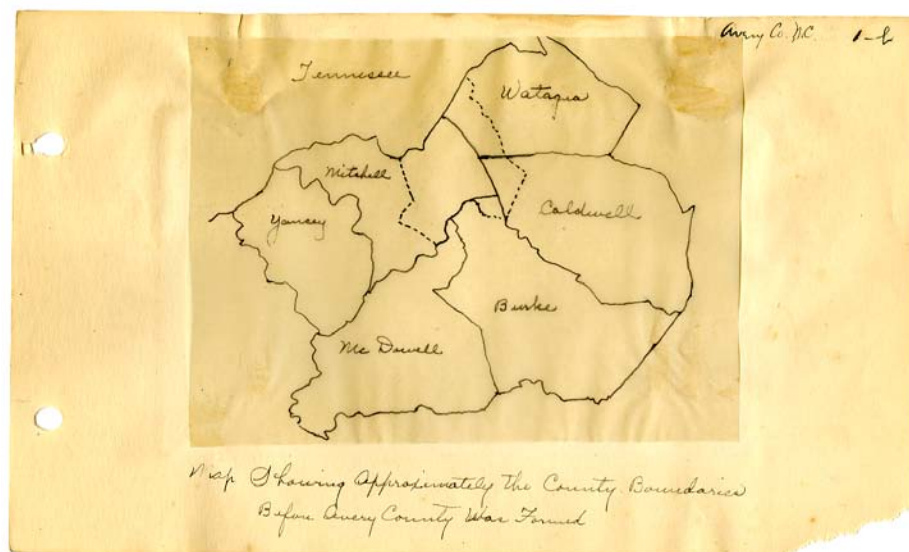 Avery Co. N.C. 1-b
Tennessee
Watagua
Mitchell
Yancey
Caldwell
Burke
Mc Dowell
Map Showing Approximately the County Boundaries
Before Avery County Was Formed